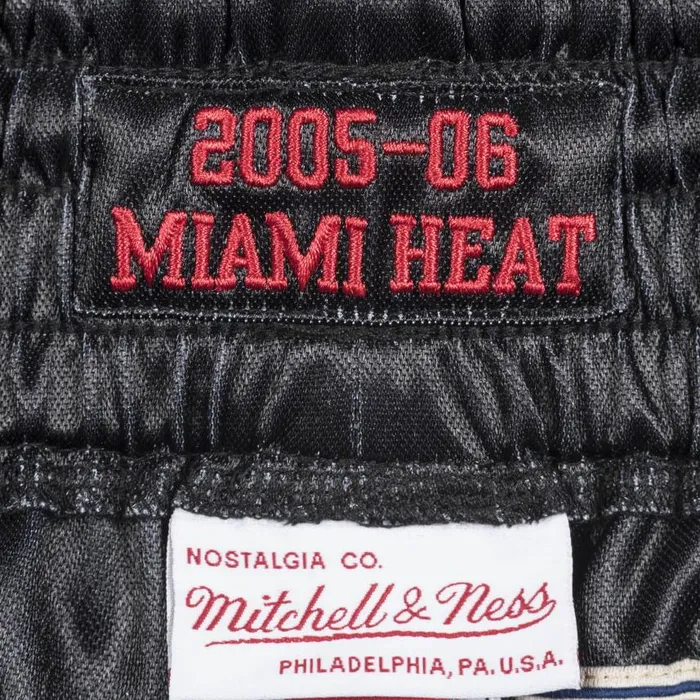 2005-06
MIAMI HEAT
NOSTALGIA CO.
Mitchell & Ness
PHILADELPHIA, PA. U.S.A.